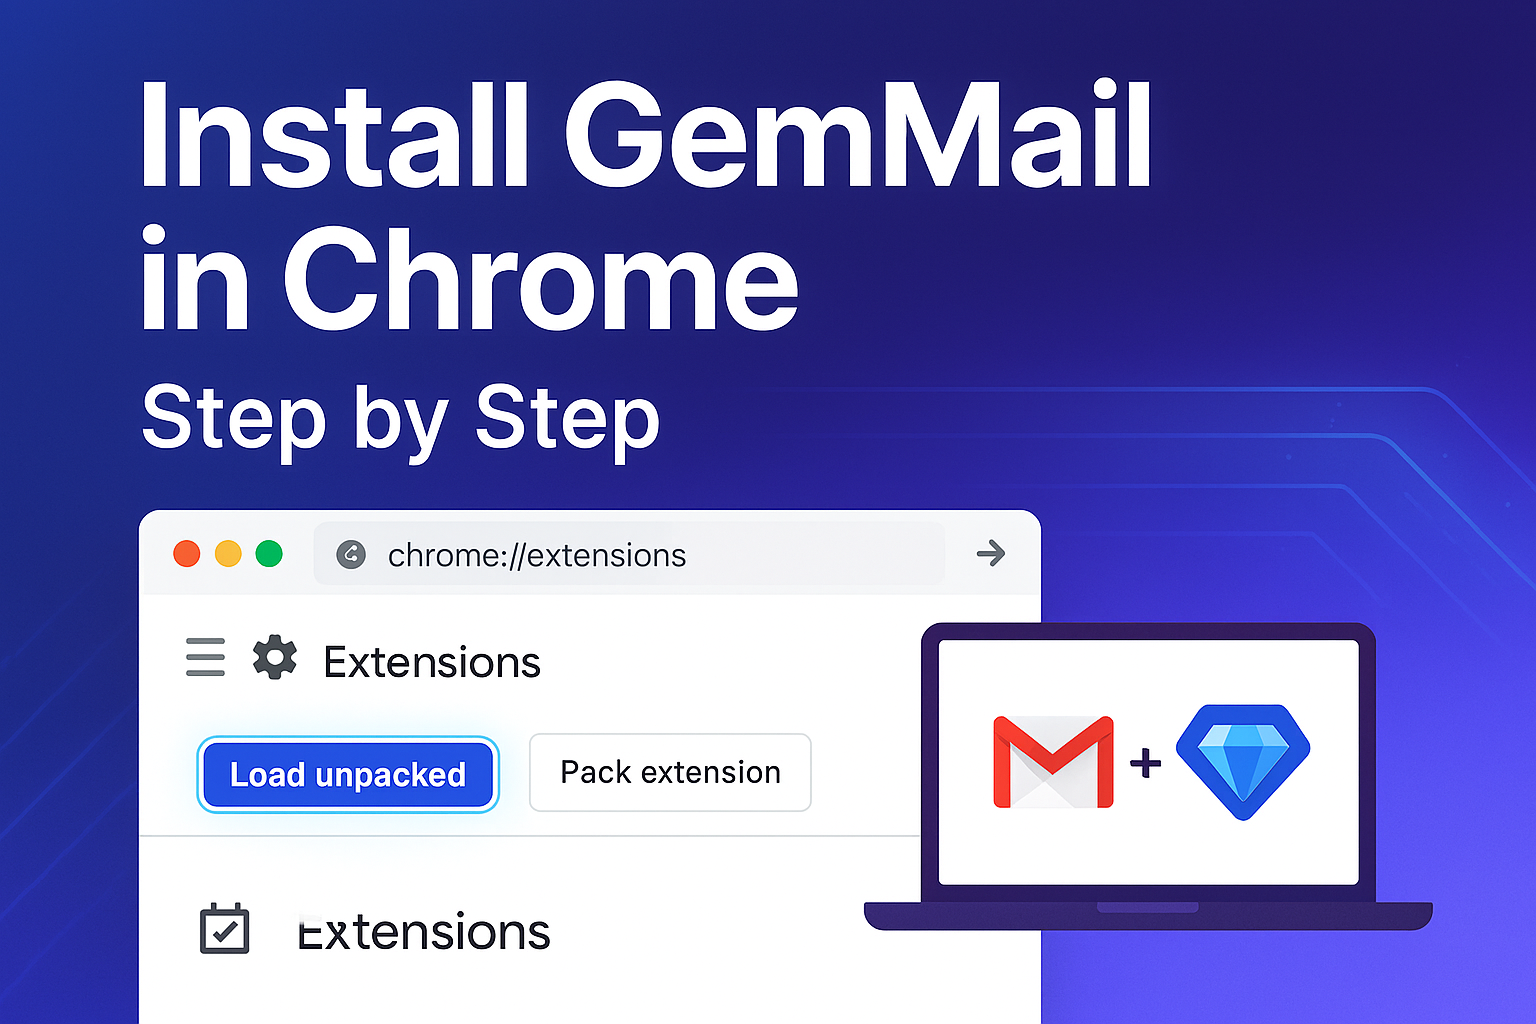 Install GemMail
in Chrome
Step by Step
chrome://extensions
Extensions
Load unpacked
Pack extension
Extensions